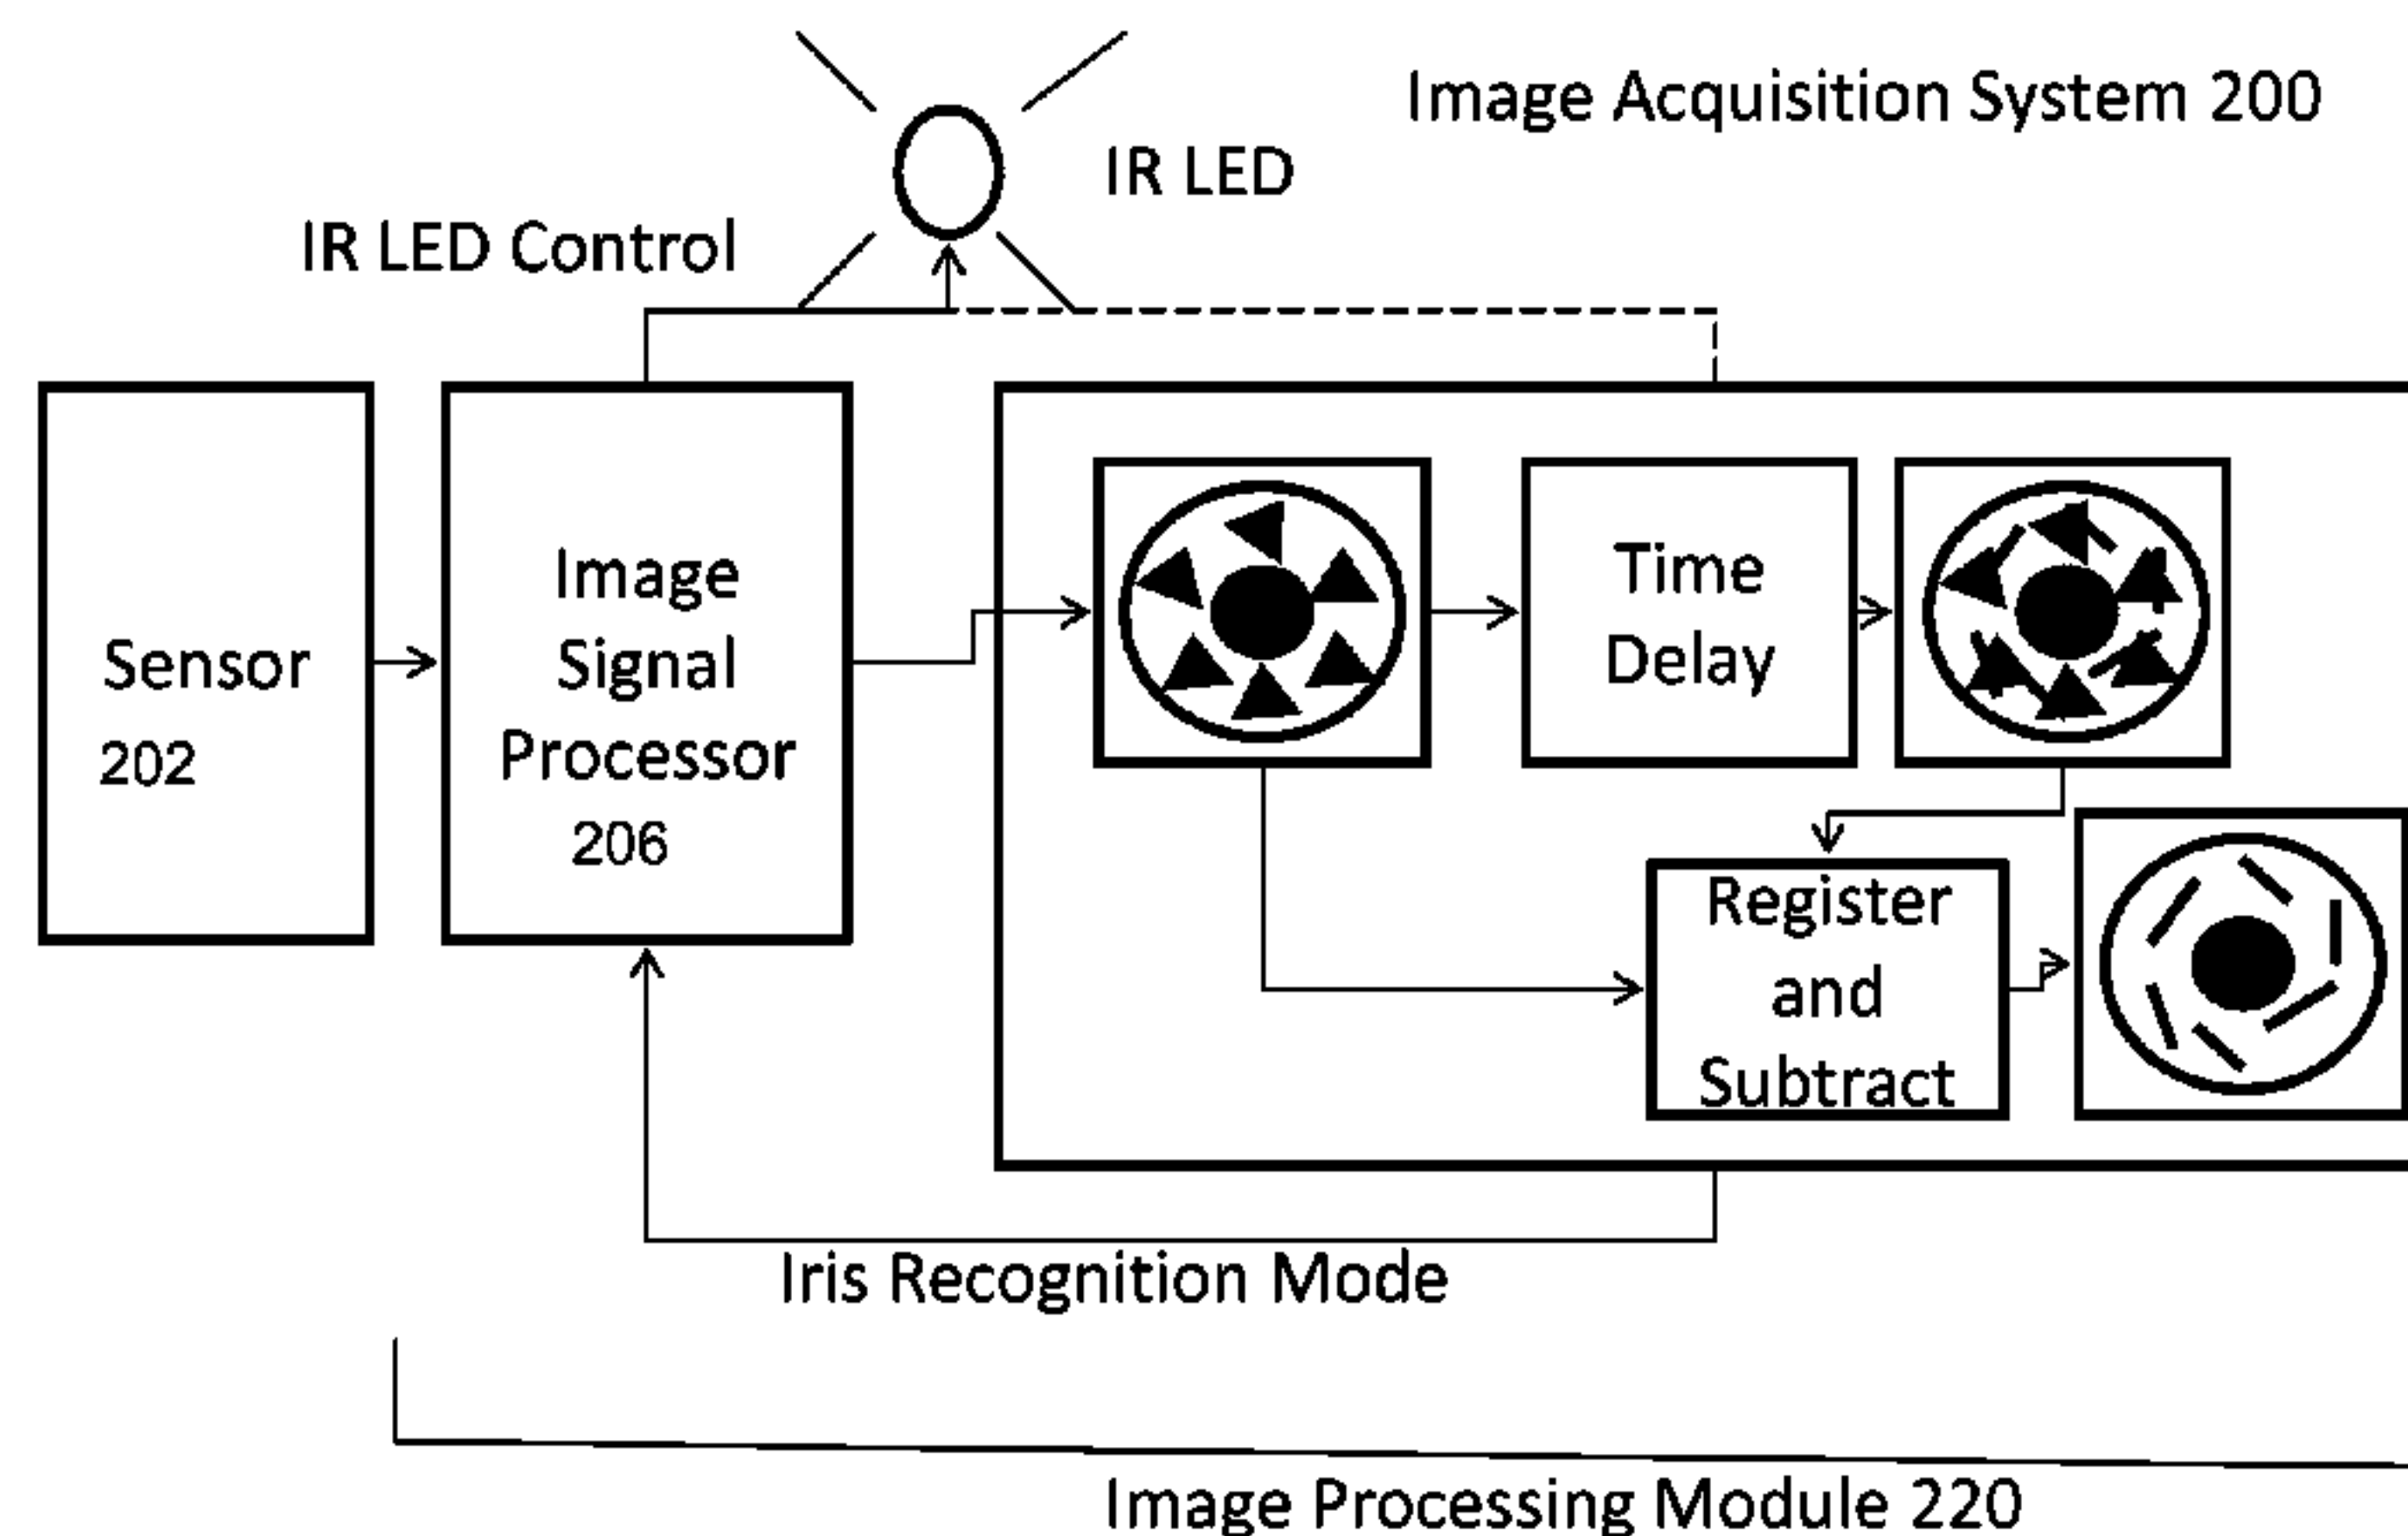 Image Acquisition System 200
IR LED
IR LED Control
Sensor
202
Image
Signal
Processor
206
Time
Delay
Register
and
Subtract
Iris Recognition Mode
Image Processing Module 220